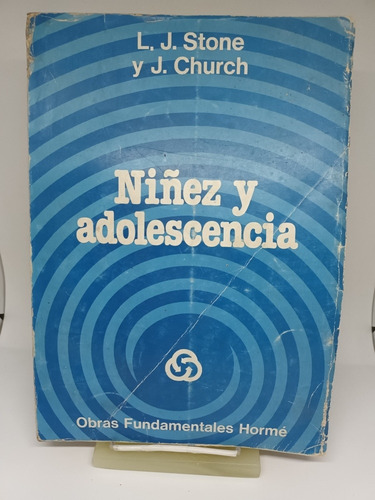 L. J. Stone
y J. Church
Niñez y
adolescencia
Obras Fundamentales Hormé